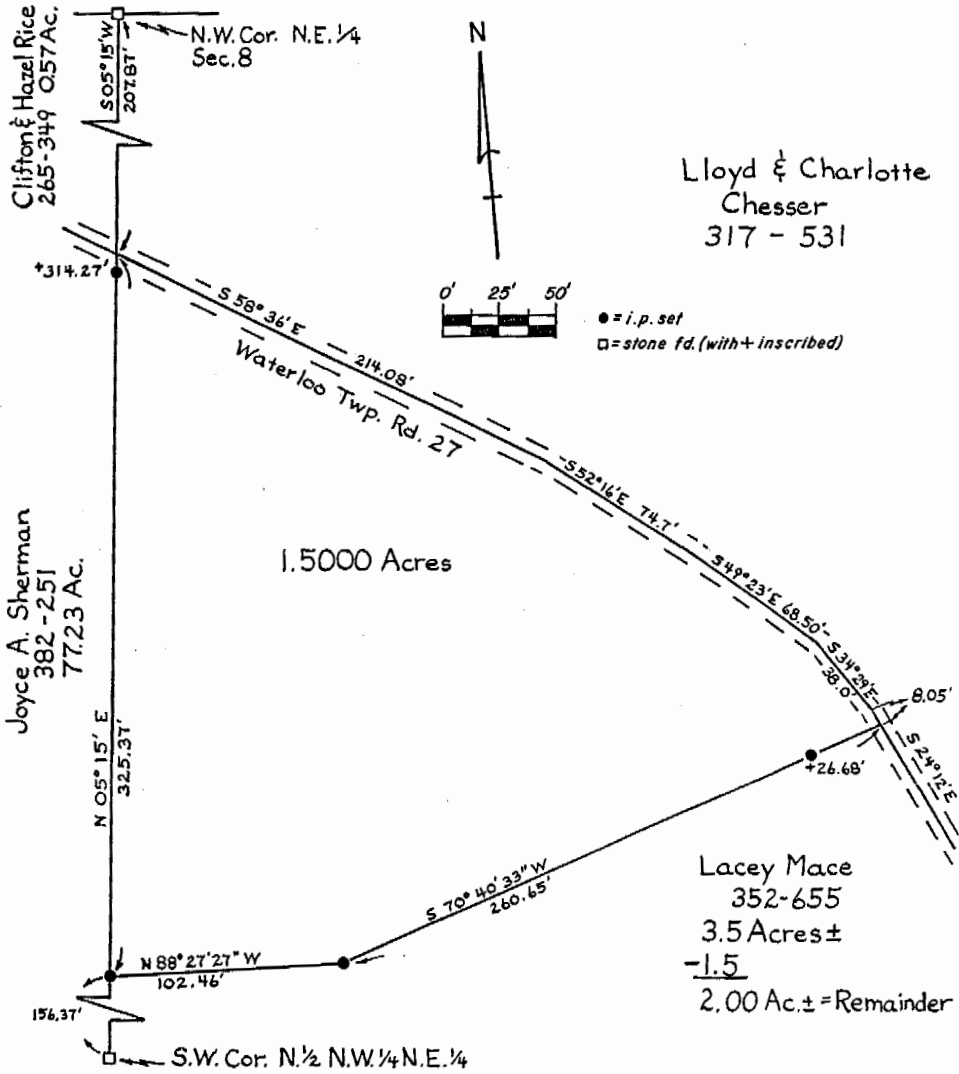 Clifton & Hazel Rice
265-349 0.57 Ac.
S 05° 15' W
207.87'
N.W. Cor. N.E. 1/4
Sec. 8
N
Lloyd & Charlotte
Chesser
317 - 531
0' 25' 50'
● = i.p. set
□ = stone fd. (with + inscribed)
+314.27'
S 58° 36' E
214.08'
Waterloo Twp. Rd. 27
S 52° 16' E 74.7'
S 49° 23' E 68.50'
S 34° 29' E
38.0'
8.05'
S 24° 12' E
1.5000 Acres
Joyce A. Sherman
382 - 251
77.23 Ac.
N 05° 15' E
325.37'
+26.68'
S 70° 40' 33" W
260.65'
N 88° 27' 27" W
102.46'
Lacey Mace
352-655
3.5 Acres ±
-1.5
2.00 Ac. ± = Remainder
156.37'
S.W. Cor. N. 1/2 N.W. 1/4 N.E. 1/4